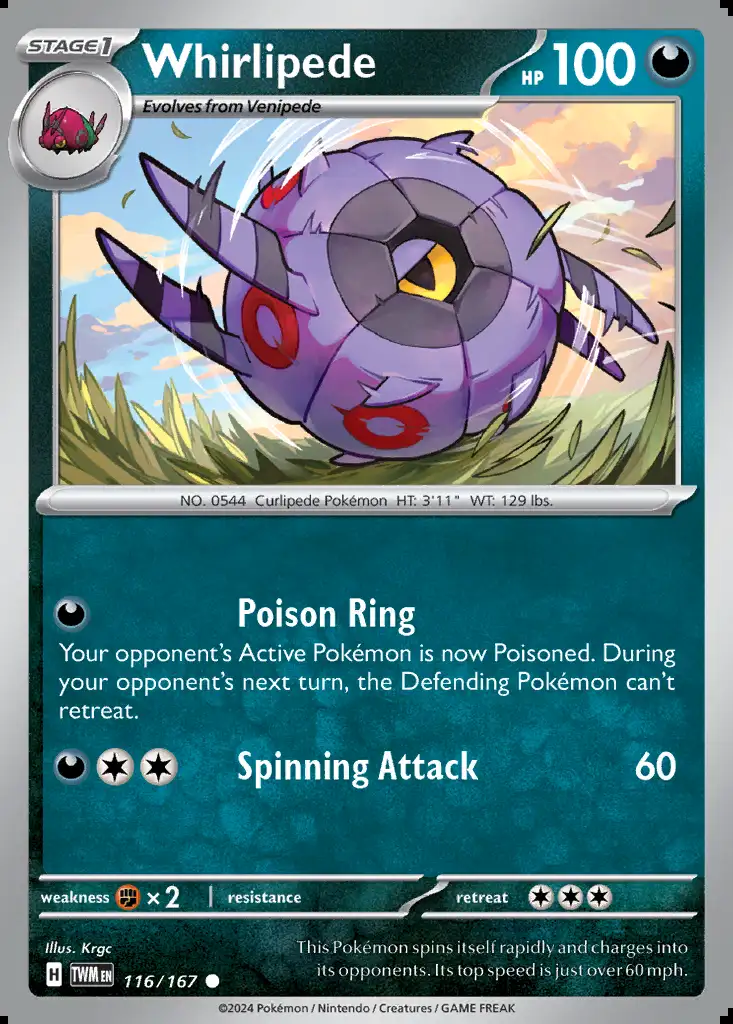 STAGE1
Whirlipede
HP 100
Evolves from Venipede
NO. 0544 Curlipede Pokémon HT: 3'11" WT: 129 lbs.
Poison Ring
Your opponent's Active Pokémon is now Poisoned. During
your opponent's next turn, the Defending Pokémon can't
retreat.
Spinning Attack 60
weakness ×2 resistance retreat
Illus. Krgc
This Pokémon spins itself rapidly and charges into
its opponents. Its top speed is just over 60 mph.
H TWM EN 116/167
©2024 Pokémon / Nintendo / Creatures / GAME FREAK